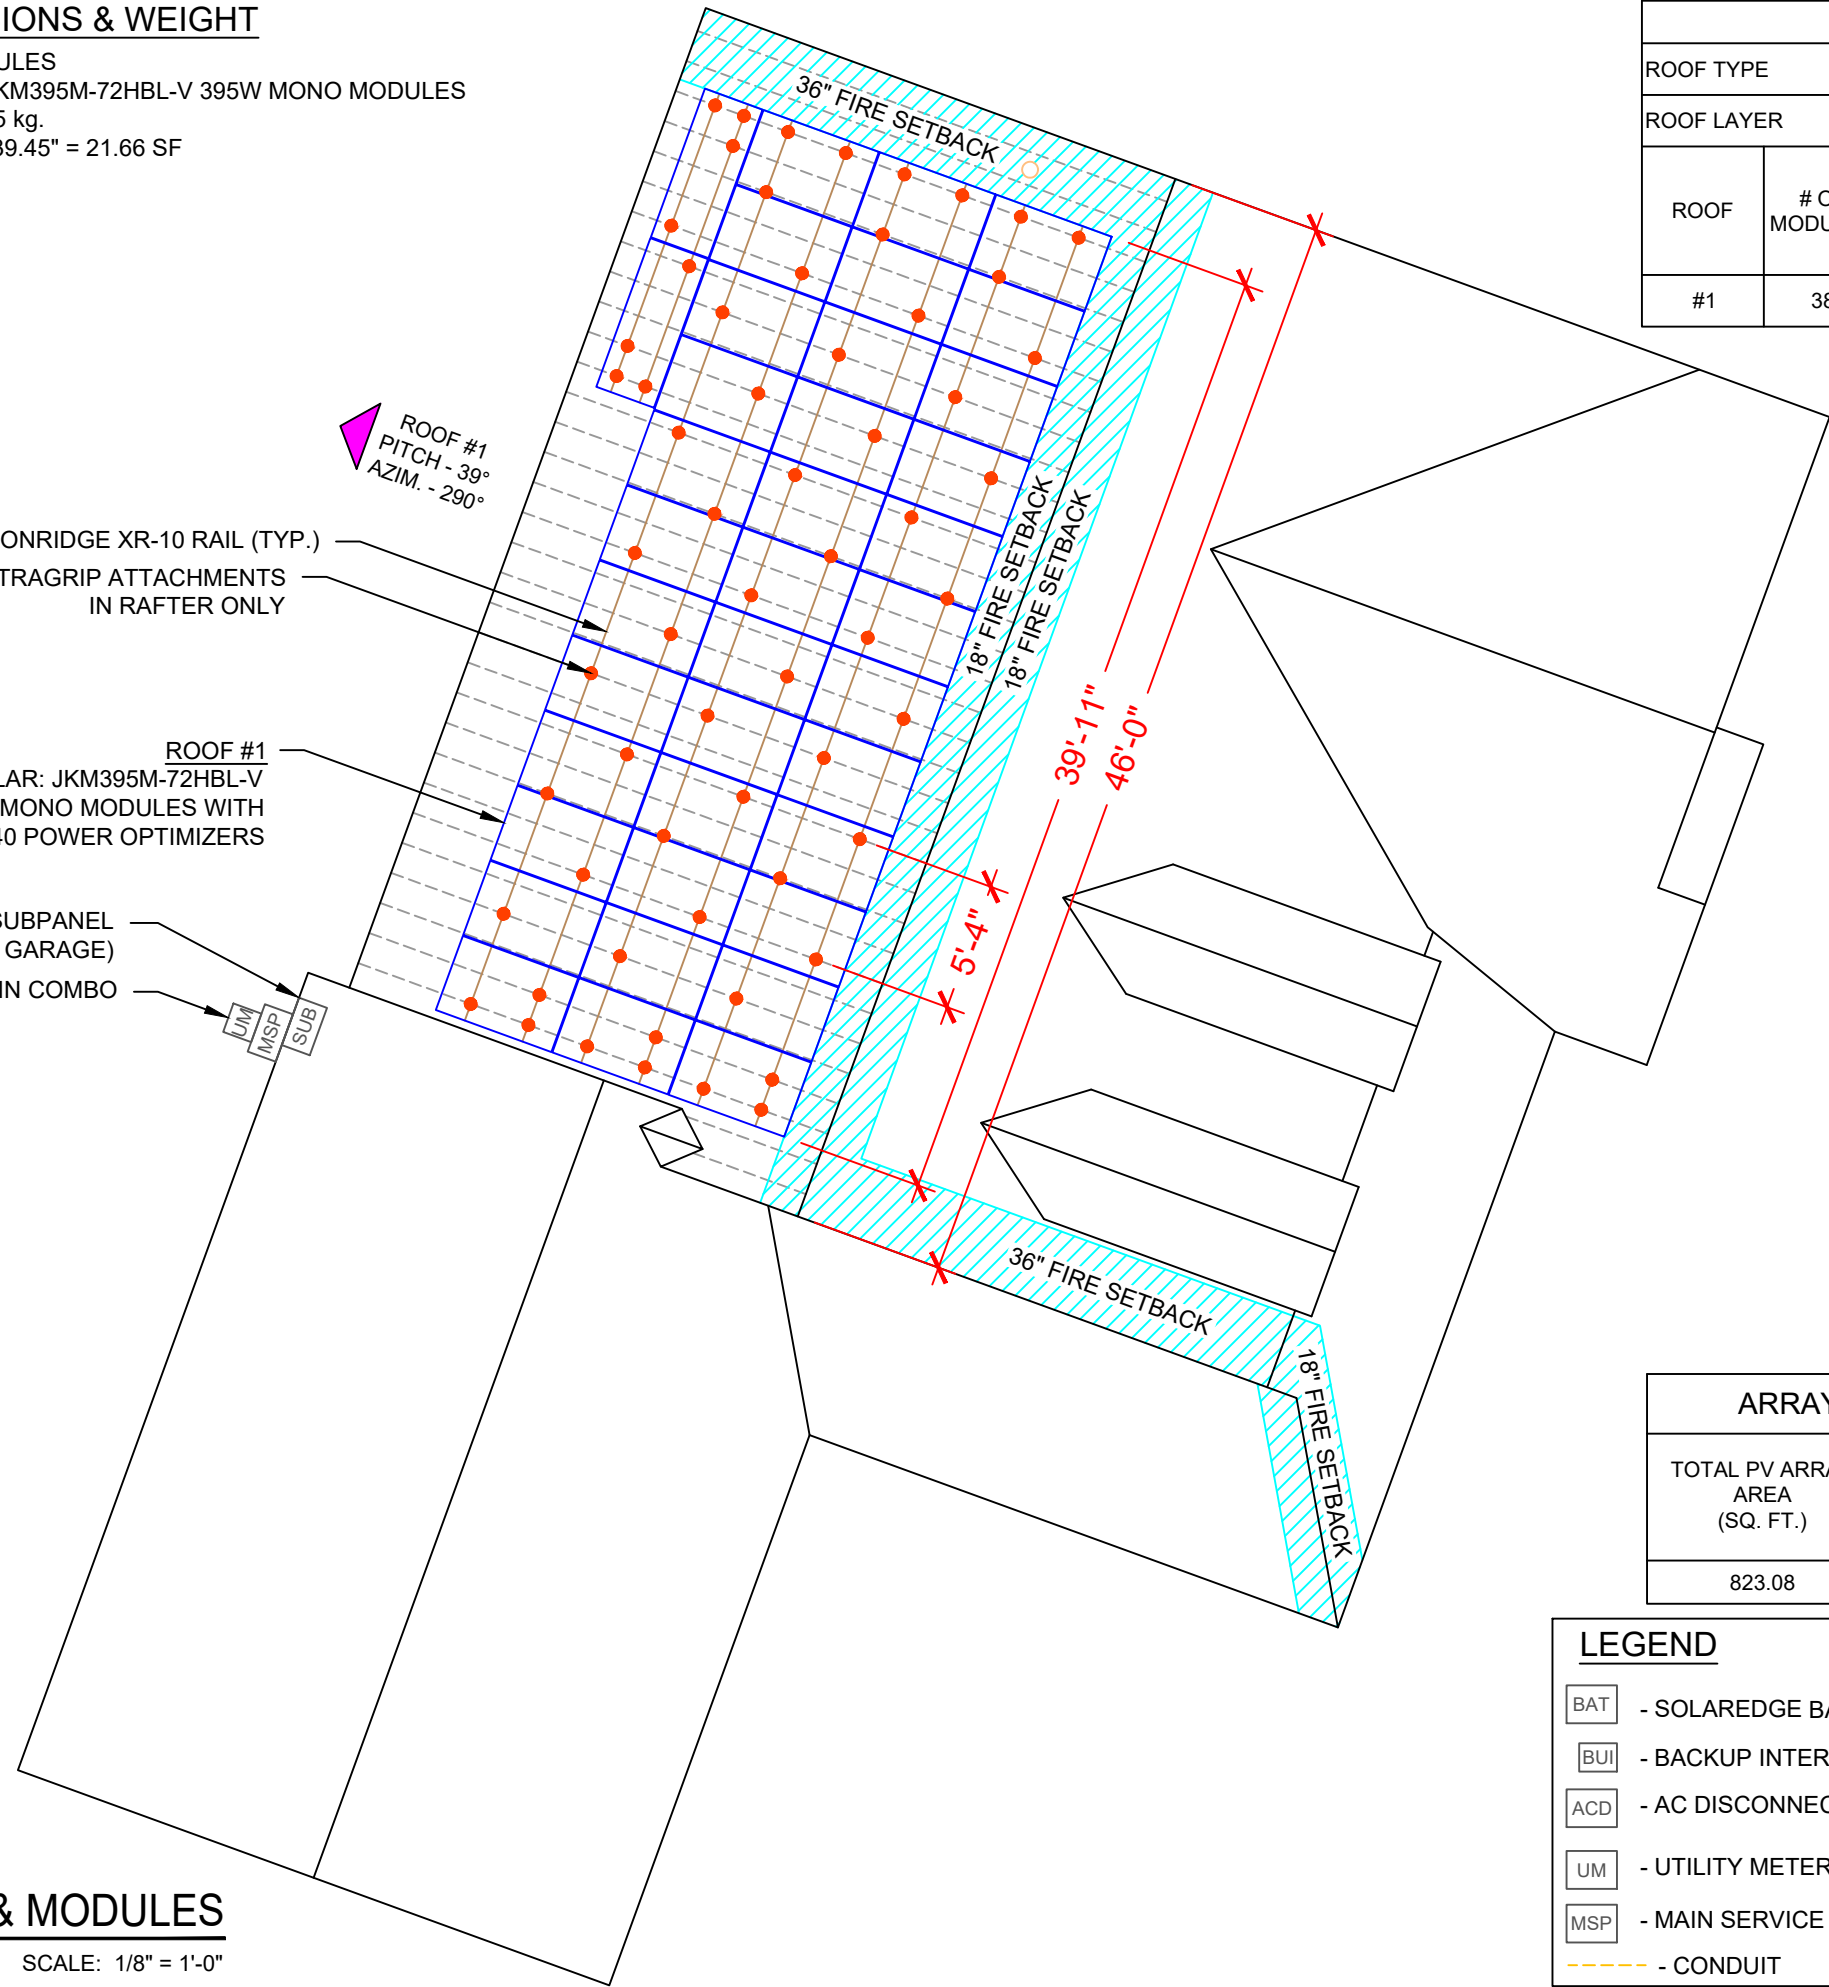 IONS & WEIGHT
ULES
KM395M-72HBL-V 395W MONO MODULES
5 kg.
39.45" = 21.66 SF
36" FIRE SETBACK
ROOF TYPE
ROOF LAYER
ROOF
# O
MODU
#1
38
ROOF #1
PITCH - 39°
AZIM. - 290°
ONRIDGE XR-10 RAIL (TYP.)
TRAGRIP ATTACHMENTS
IN RAFTER ONLY
18" FIRE SETBACK
18" FIRE SETBACK
39'-11"
46'-0"
5'-4"
ROOF #1
LAR: JKM395M-72HBL-V
MONO MODULES WITH
40 POWER OPTIMIZERS
SUBPANEL
GARAGE)
IN COMBO
UM
MSP
SUB
36" FIRE SETBACK
18" FIRE SETBACK
ARRAY
TOTAL PV ARRA
AREA
(SQ. FT.)
823.08
LEGEND
BAT - SOLAREDGE BA
BUI - BACKUP INTER
ACD - AC DISCONNEC
UM - UTILITY METER
MSP - MAIN SERVICE
- CONDUIT
& MODULES
SCALE: 1/8" = 1'-0"